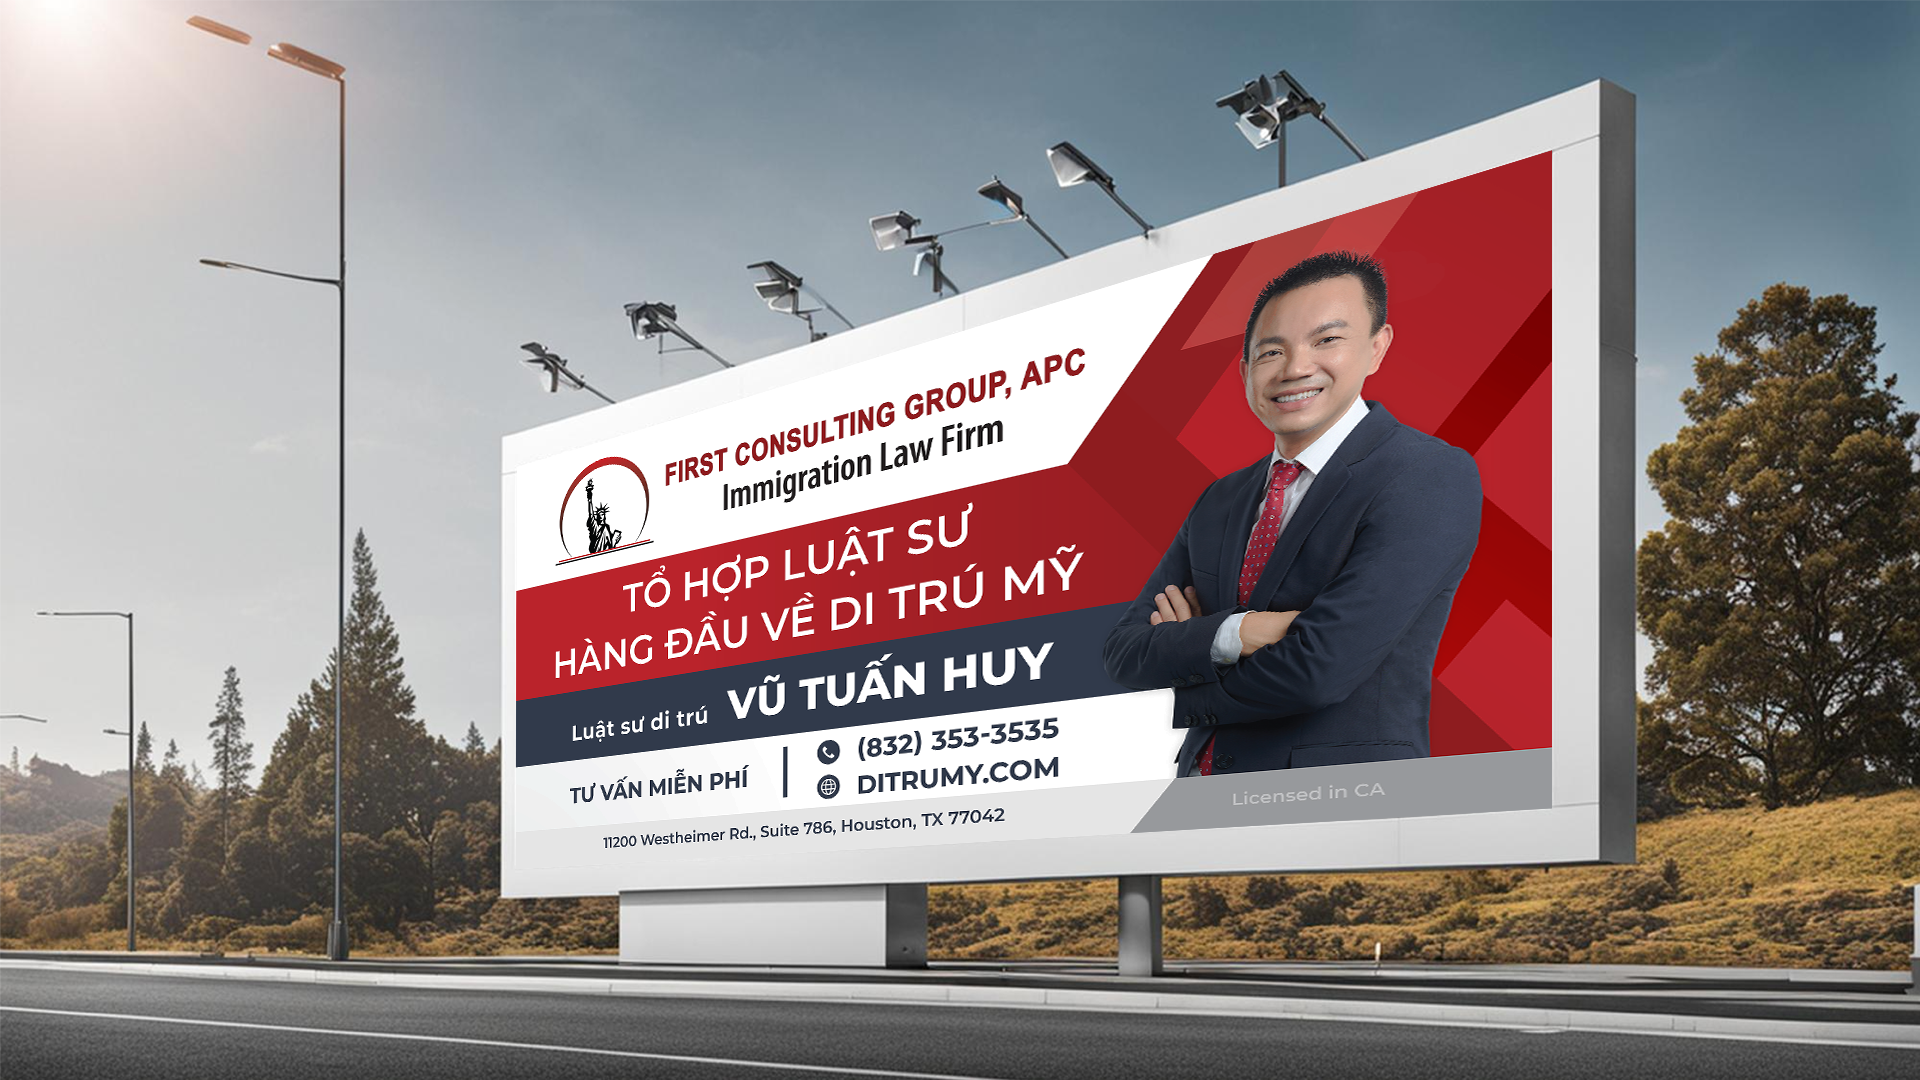 FIRST CONSULTING GROUP, APC
Immigration Law Firm
TỔ HỢP LUẬT SƯ
HÀNG ĐẦU VỀ DI TRÚ MỸ
Luật sư di trú VŨ TUẤN HUY
TƯ VẤN MIỄN PHÍ
(832) 353-3535
DITRUMY.COM
11200 Westheimer Rd., Suite 786, Houston, TX 77042
Licensed in CA